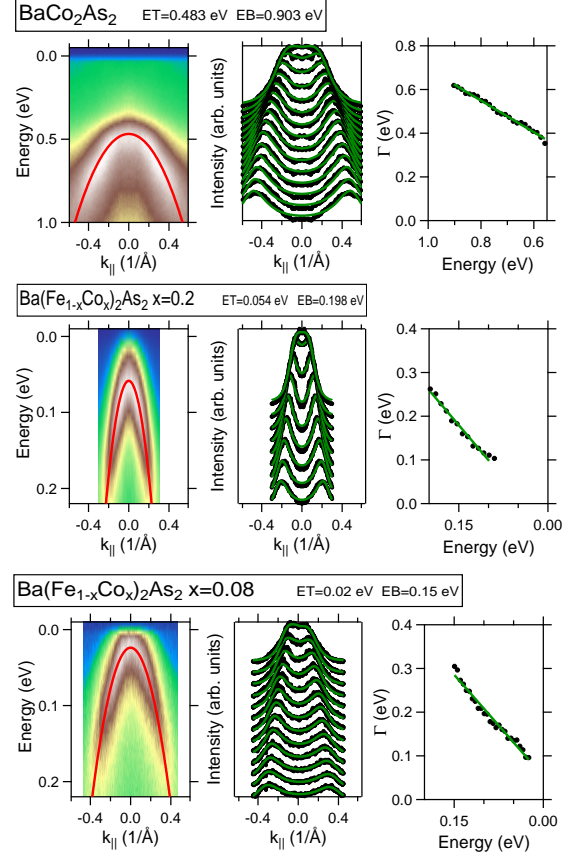 BaCo2As2 ET=0.483 eV EB=0.903 eV
Energy (eV)
0.0
0.5
1.0
-0.4 0.0 0.4
k|| (1/Å)
Intensity (arb. units)
-0.4 0.0 0.4
k|| (1/Å)
Γ (eV)
0.8
0.6
0.4
0.2
0.0
1.0 0.8 0.6
Energy (eV)
Ba(Fe1-xCox)2As2 x=0.2 ET=0.054 eV EB=0.198 eV
Energy (eV)
0.0
0.1
0.2
-0.4 0.0 0.4
k|| (1/Å)
Intensity (arb. units)
-0.4 0.0 0.4
k|| (1/Å)
Γ (eV)
0.4
0.3
0.2
0.1
0.0
0.15 0.00
Energy (eV)
Ba(Fe1-xCox)2As2 x=0.08 ET=0.02 eV EB=0.15 eV
Energy (eV)
0.0
0.1
0.2
-0.4 0.0 0.4
k|| (1/Å)
Intensity (arb. units)
-0.4 0.0 0.4
k|| (1/Å)
Γ (eV)
0.4
0.3
0.2
0.1
0.0
0.15 0.00
Energy (eV)